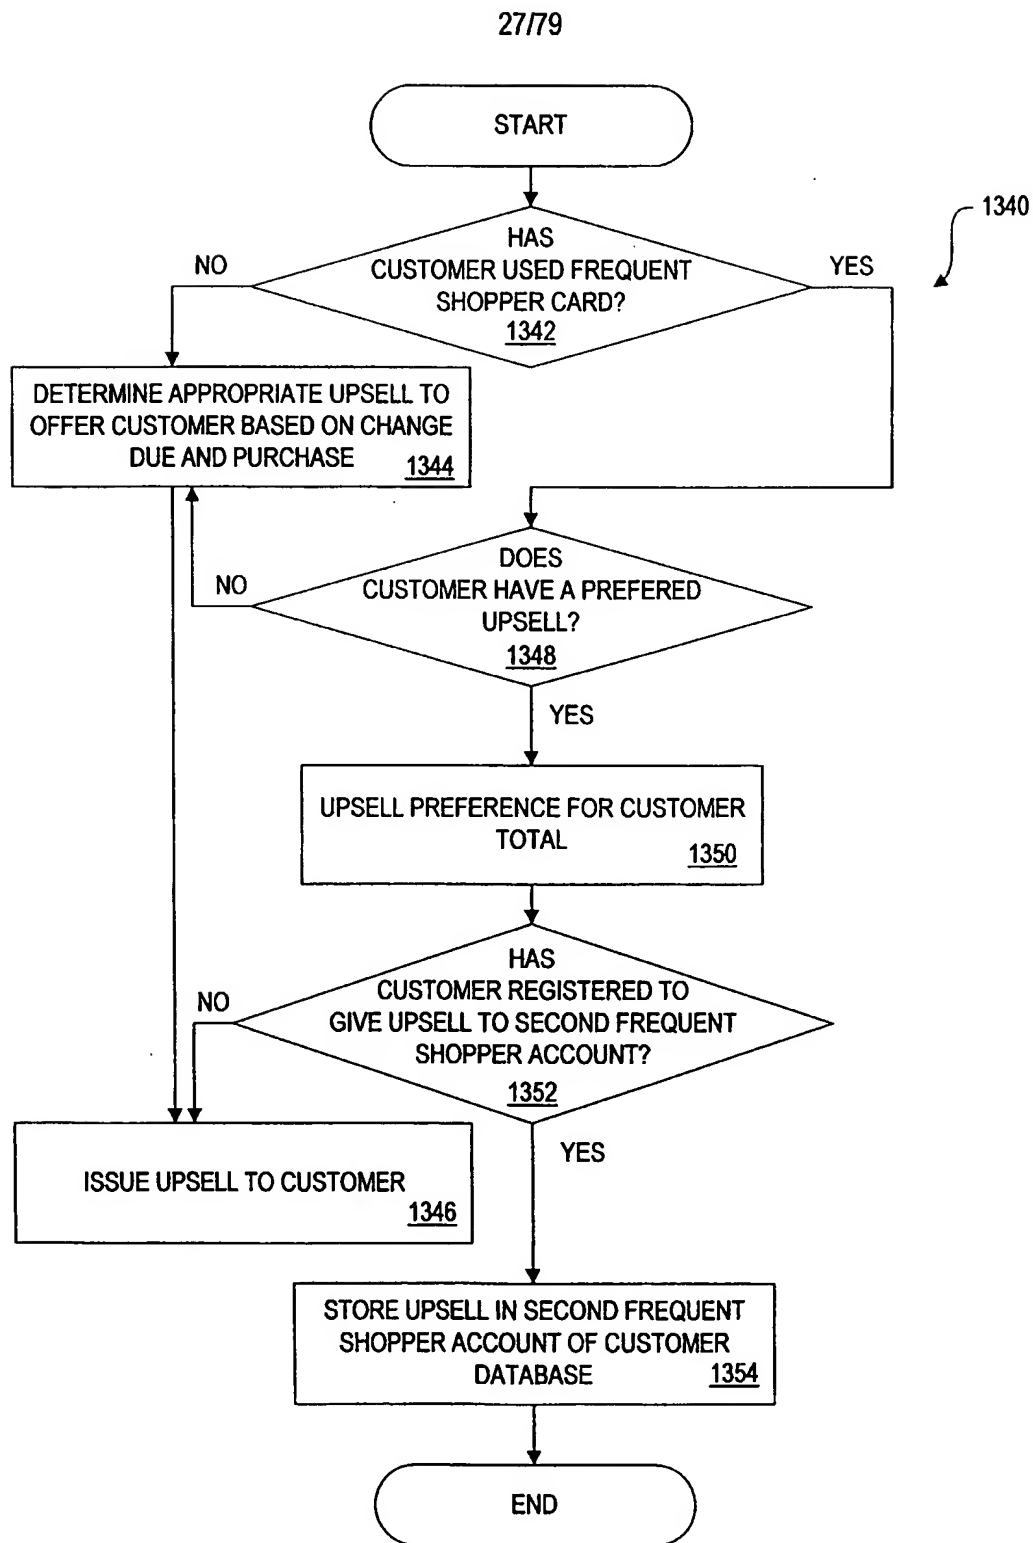 27/79
START
1340
HAS
CUSTOMER USED FREQUENT
SHOPPER CARD?
1342
NO
YES
DETERMINE APPROPRIATE UPSELL TO
OFFER CUSTOMER BASED ON CHANGE
DUE AND PURCHASE
1344
DOES
CUSTOMER HAVE A PREFERED
UPSELL?
1348
NO
YES
UPSELL PREFERENCE FOR CUSTOMER
TOTAL
1350
HAS
CUSTOMER REGISTERED TO
GIVE UPSELL TO SECOND FREQUENT
SHOPPER ACCOUNT?
1352
NO
YES
ISSUE UPSELL TO CUSTOMER
1346
STORE UPSELL IN SECOND FREQUENT
SHOPPER ACCOUNT OF CUSTOMER
DATABASE
1354
END